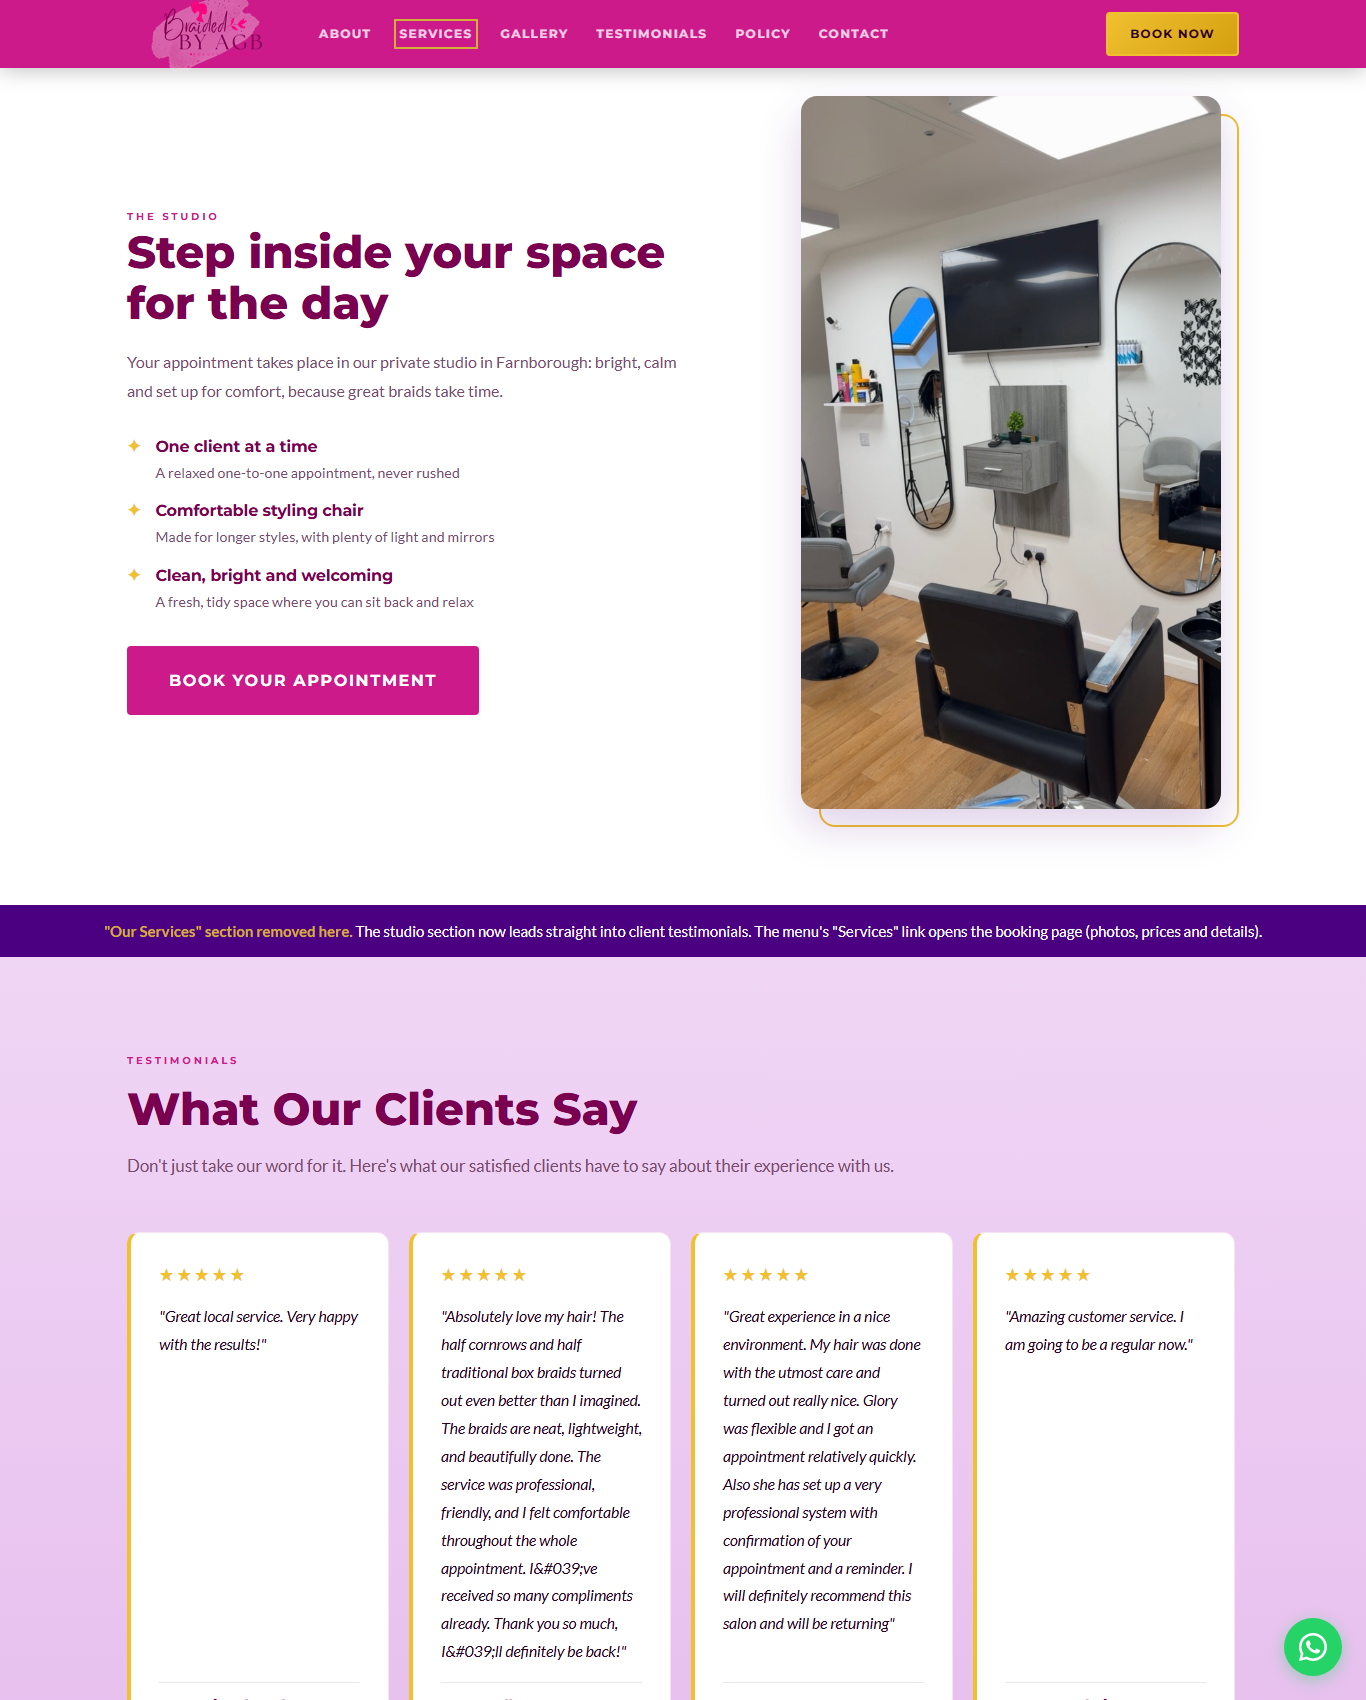 Braided
BY AGB
ABOUT
SERVICES
GALLERY
TESTIMONIALS
POLICY
CONTACT
BOOK NOW
THE STUDIO
Step inside your space
for the day
Your appointment takes place in our private studio in Farnborough: bright, calm
and set up for comfort, because great braids take time.
One client at a time
A relaxed one-to-one appointment, never rushed
Comfortable styling chair
Made for longer styles, with plenty of light and mirrors
Clean, bright and welcoming
A fresh, tidy space where you can sit back and relax
BOOK YOUR APPOINTMENT
"Our Services" section removed here. The studio section now leads straight into client testimonials. The menu's "Services" link opens the booking page (photos, prices and details).
TESTIMONIALS
What Our Clients Say
Don't just take our word for it. Here's what our satisfied clients have to say about their experience with us.
★★★★★
"Great local service. Very happy
with the results!"
★★★★★
"Absolutely love my hair! The
half cornrows and half
traditional box braids turned
out even better than I imagined.
The braids are neat, lightweight,
and beautifully done. The
service was professional,
friendly, and I felt comfortable
throughout the whole
appointment. I&#039;ve
received so many compliments
already. Thank you so much,
I&#039;ll definitely be back!"
★★★★★
"Great experience in a nice
environment. My hair was done
with the utmost care and
turned out really nice. Glory
was flexible and I got an
appointment relatively quickly.
Also she has set up a very
professional system with
confirmation of your
appointment and a reminder. I
will definitely recommend this
salon and will be returning"
★★★★★
"Amazing customer service. I
am going to be a regular now."